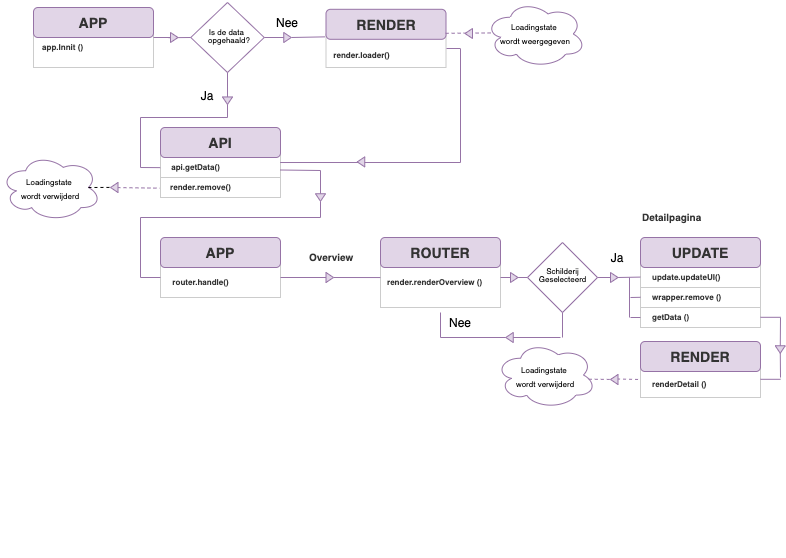 APP
app.Innit ()
Is de data
opgehaald?
Nee
RENDER
render.loader()
Loadingstate
wordt weergegeven
Ja
API
api.getData()
render.remove()
Loadingstate
wordt verwijderd
Detailpagina
APP
router.handle()
Overview
ROUTER
render.renderOverview ()
Schilderij
Geselecteerd
Ja
Nee
UPDATE
update.updateUI()
wrapper.remove ()
getData ()
RENDER
renderDetail ()
Loadingstate
wordt verwijderd